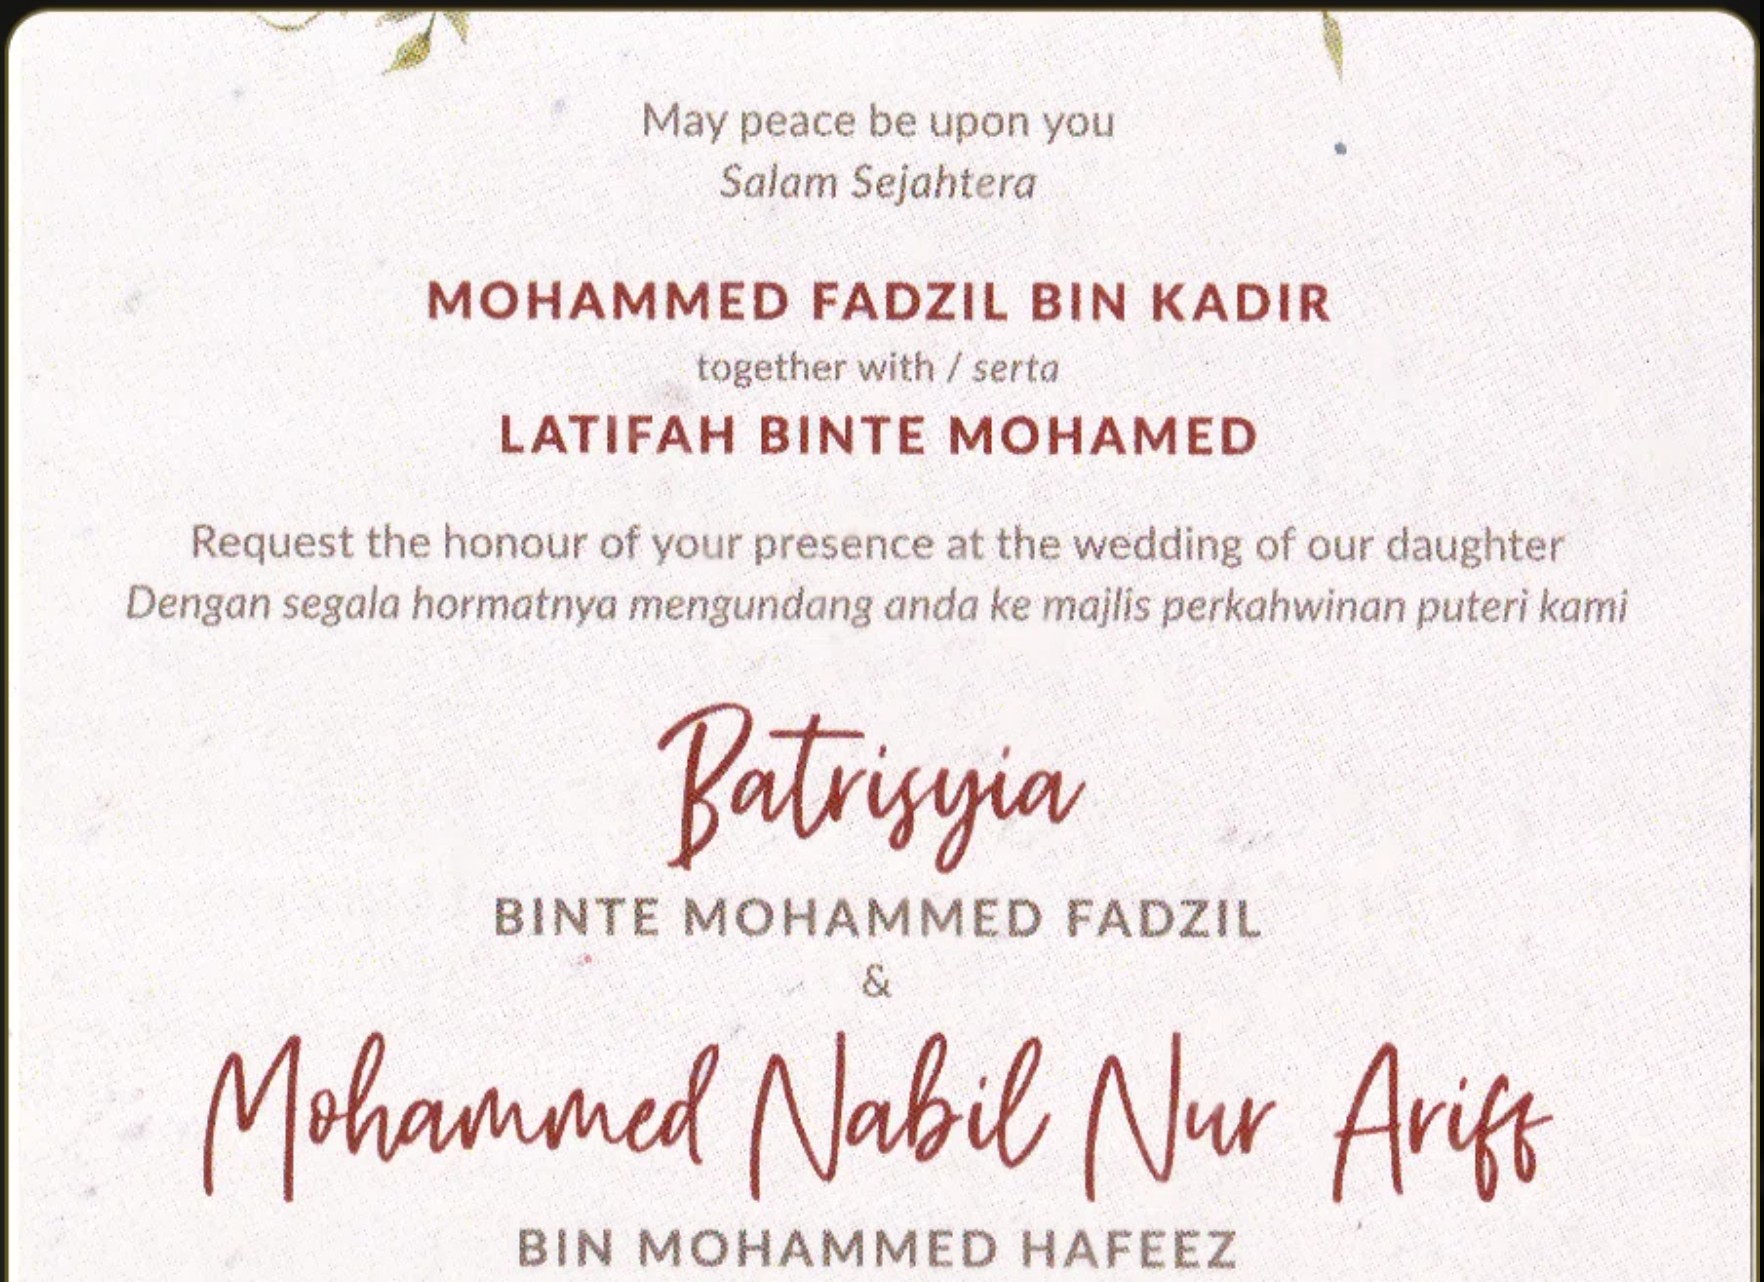 May peace be upon you
Salam Sejahtera
MOHAMMED FADZIL BIN KADIR
together with / serta
LATIFAH BINTE MOHAMED
Request the honour of your presence at the wedding of our daughter
Dengan segala hormatnya mengundang anda ke majlis perkahwinan puteri kami
Batrisyia
BINTE MOHAMMED FADZIL
&
Mohammed Nabil Nur Ariff
BIN MOHAMMED HAFEEZ